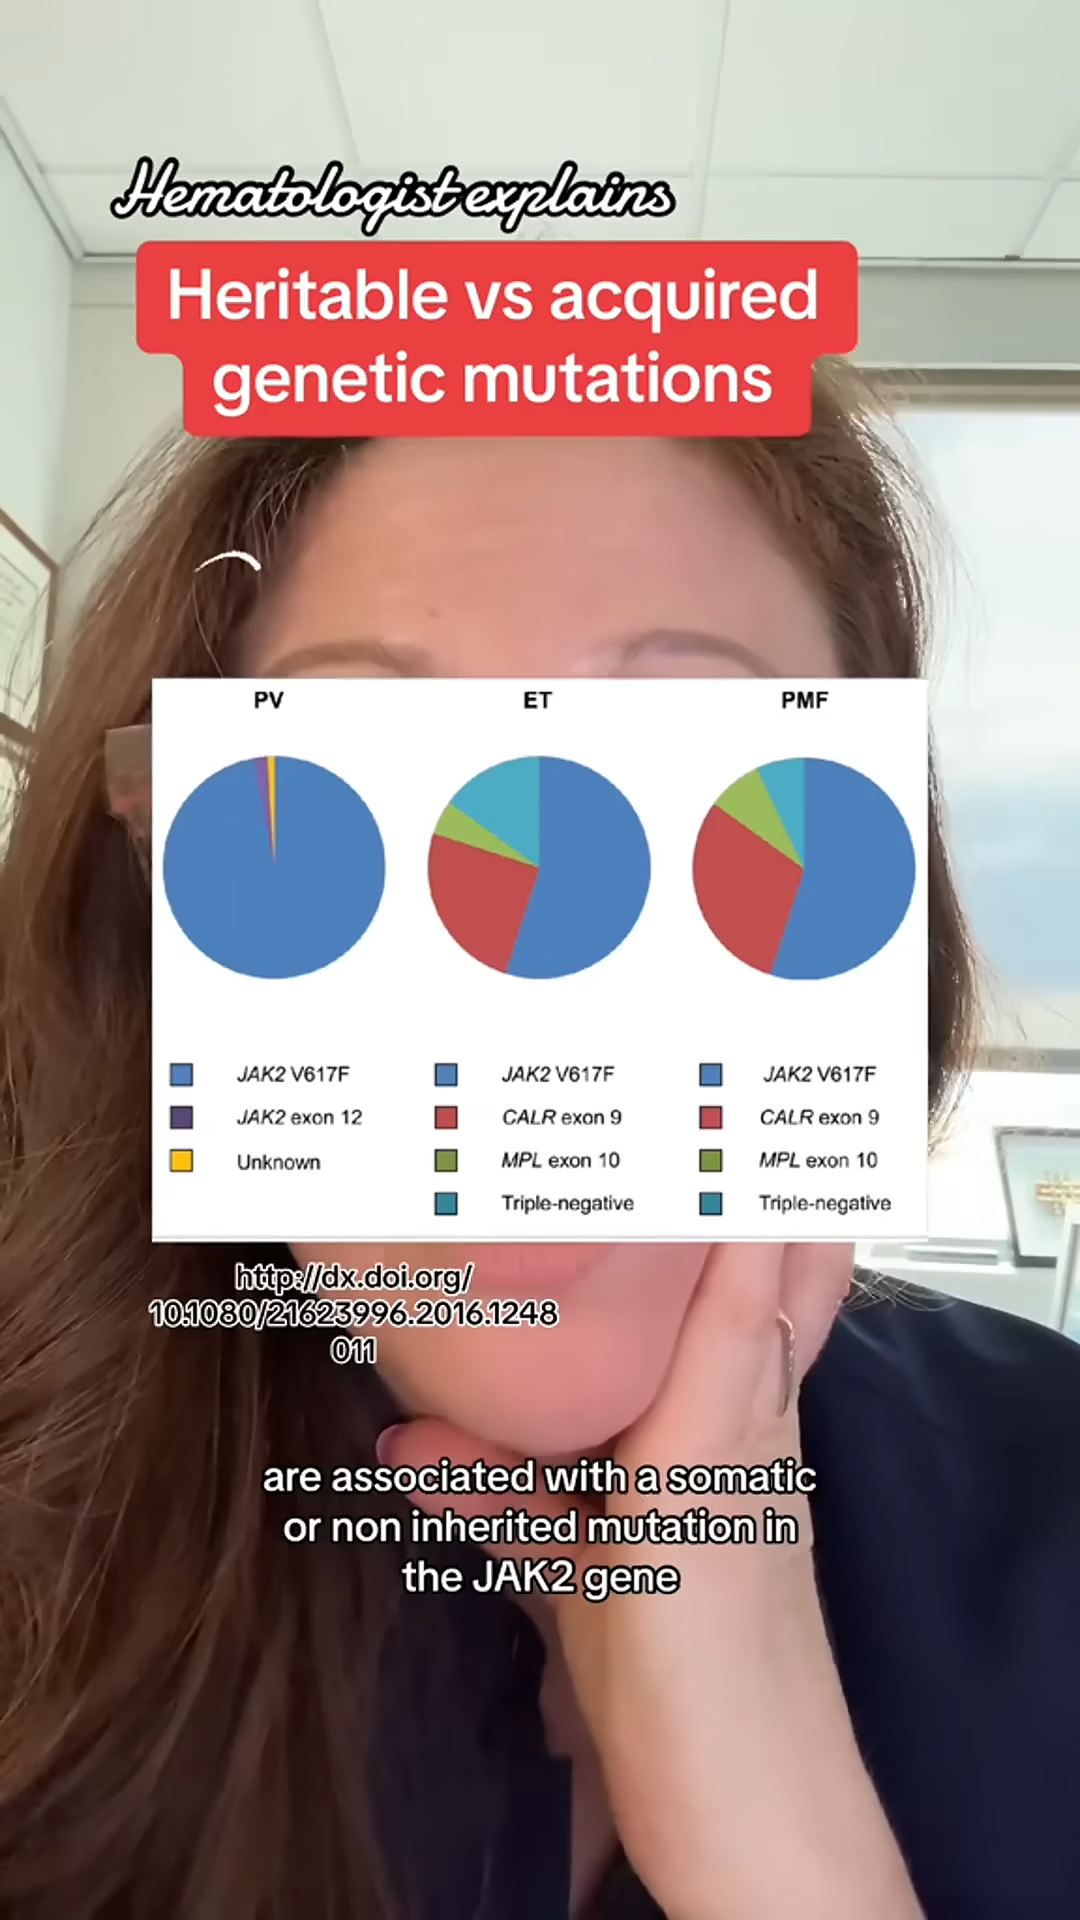 Hematologist explains
Heritable vs acquired
genetic mutations
PV
ET
PMF
JAK2 V617F
JAK2 exon 12
Unknown
JAK2 V617F
CALR exon 9
MPL exon 10
Triple-negative
JAK2 V617F
CALR exon 9
MPL exon 10
Triple-negative
http://dx.doi.org/
10.1080/21623996.2016.1248
011
are associated with a somatic
or non inherited mutation in
the JAK2 gene